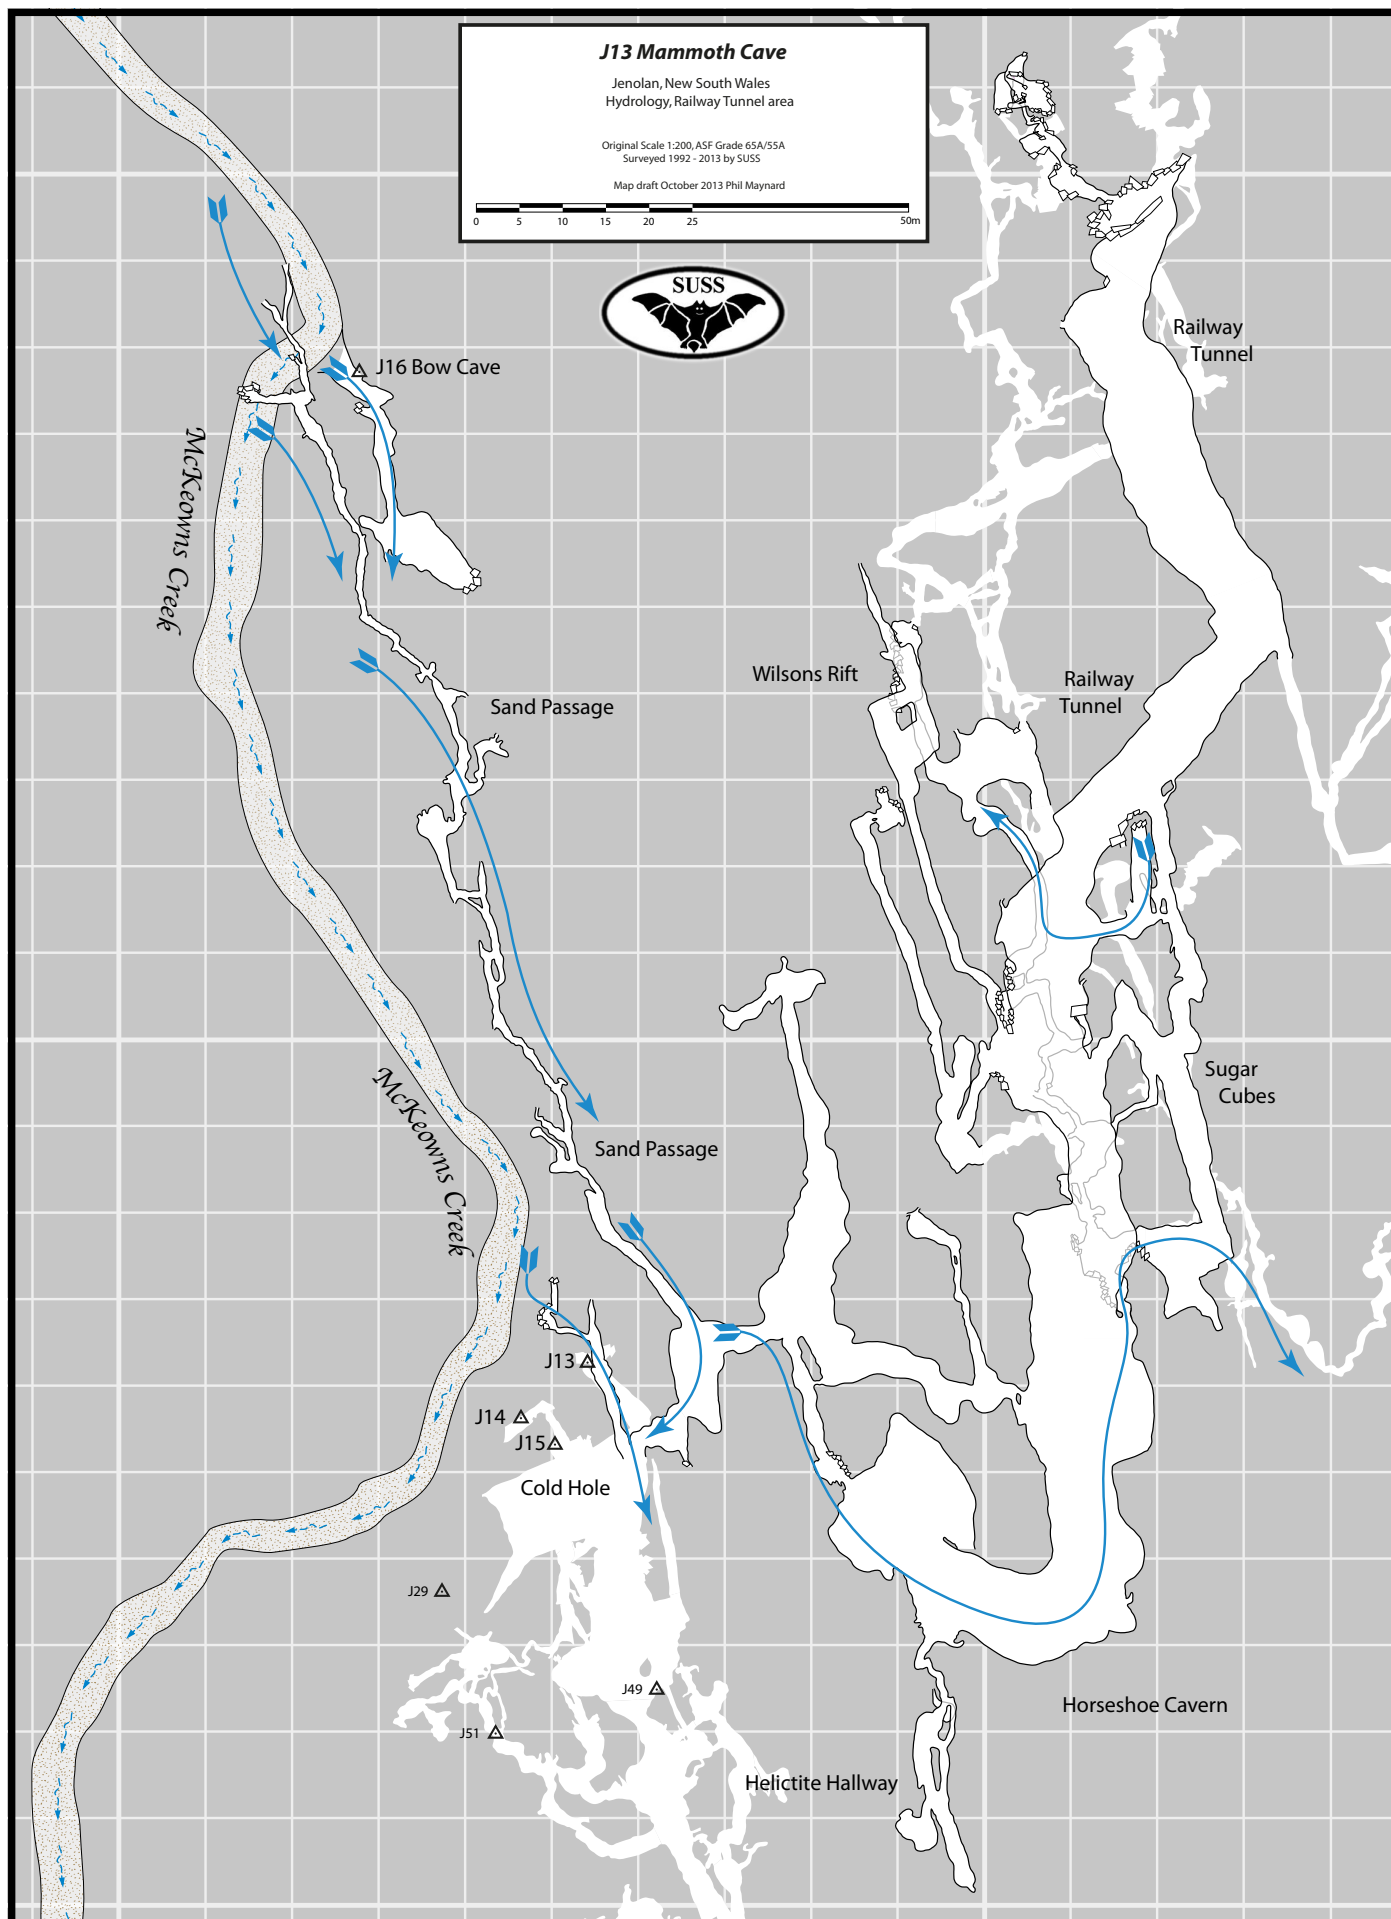 J13 Mammoth Cave
Jenolan, New South Wales
Hydrology, Railway Tunnel area
Original Scale 1:200, ASF Grade 65A/55A
Surveyed 1992 - 2013 by SUSS
Map draft October 2013 Phil Maynard
0 5 10 15 20 25 50m
SUSS
Railway
Tunnel
J16 Bow Cave
McKeowns Creek
Wilsons Rift
Railway
Tunnel
Sand Passage
Sugar
Cubes
McKeowns Creek
Sand Passage
J13
J14
J15
Cold Hole
J29
J49
Horseshoe Cavern
J51
Helictite Hallway